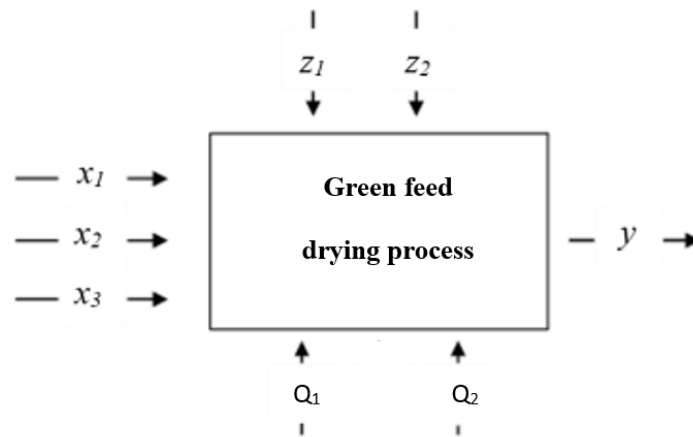 z1 z2
x1
Green feed
x2
drying process
y
x3
Q1 Q2